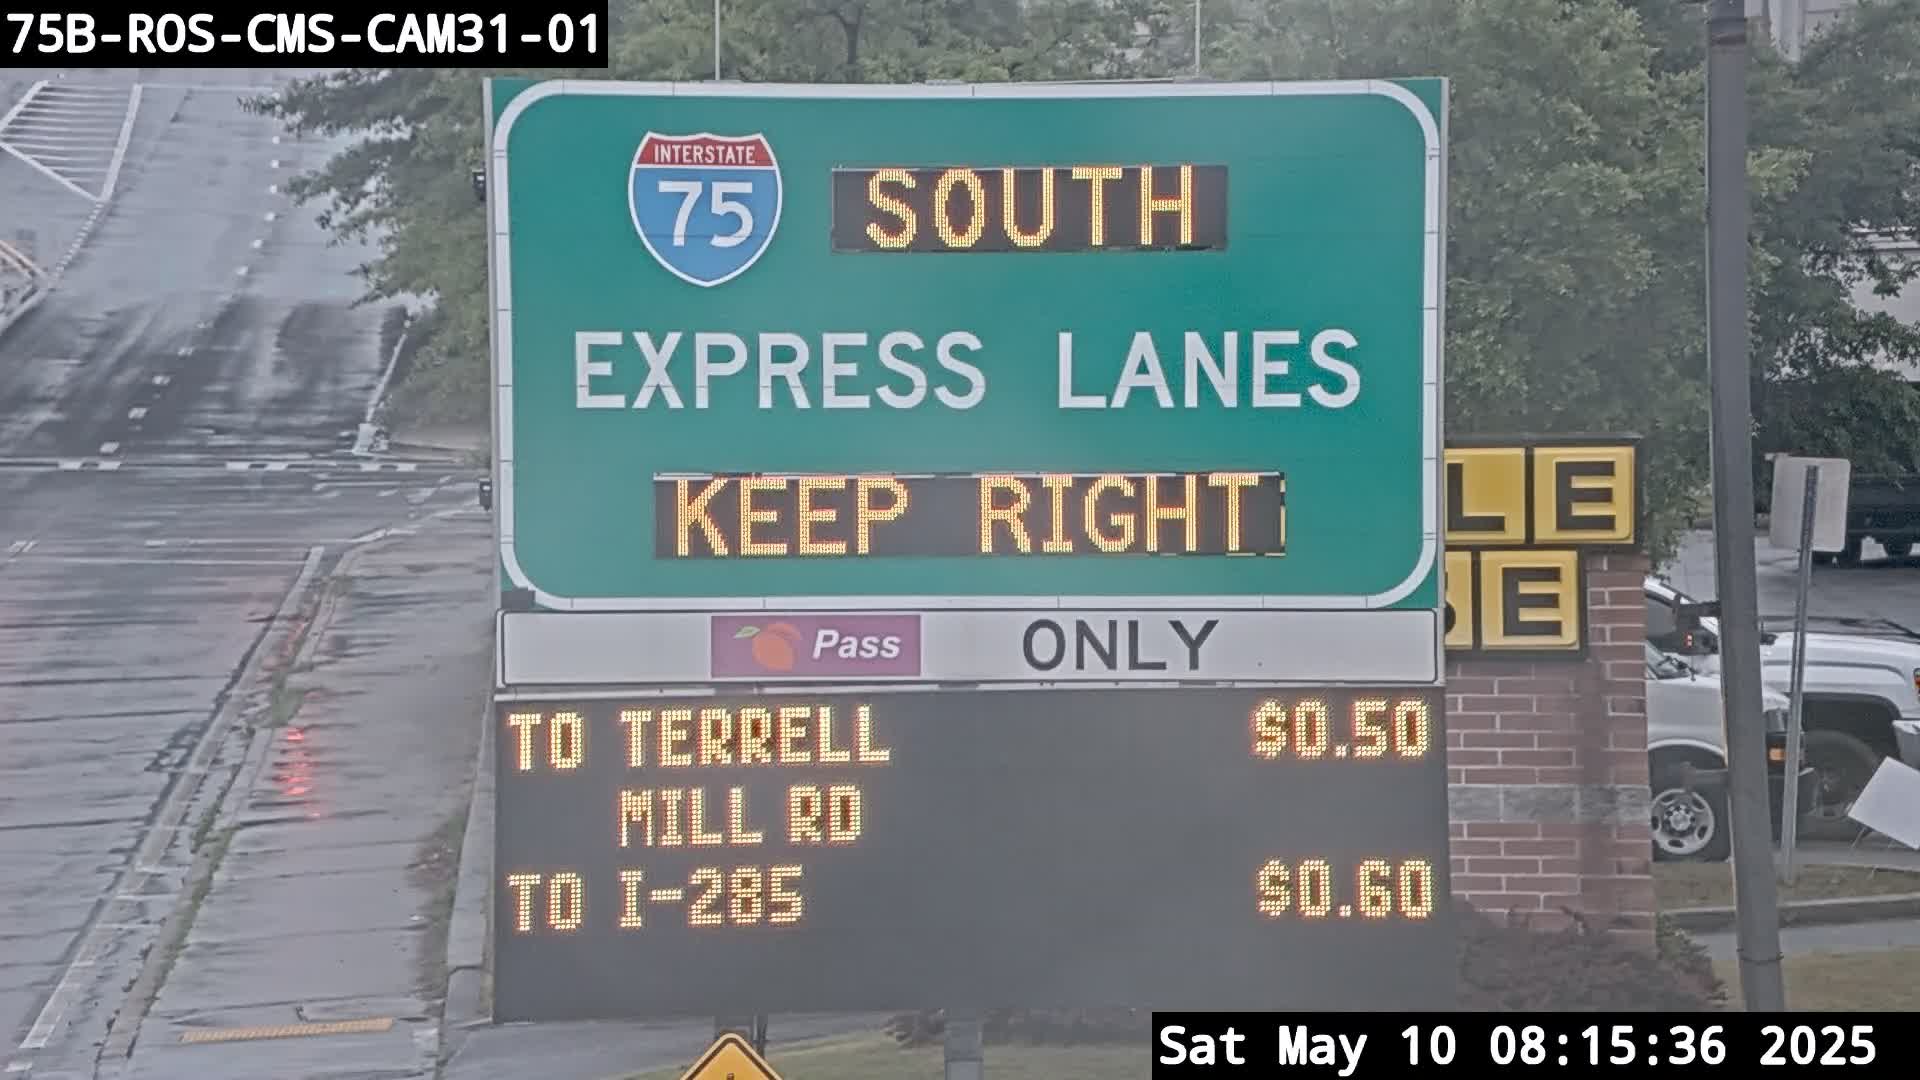 75B-ROS-CMS-CAM31-01
INTERSTATE
75
SOUTH
EXPRESS LANES
KEEP RIGHT
Pass ONLY
TO TERRELL $0.50
MILL RD
TO I-285 $0.60
LE
E
Sat May 10 08:15:36 2025